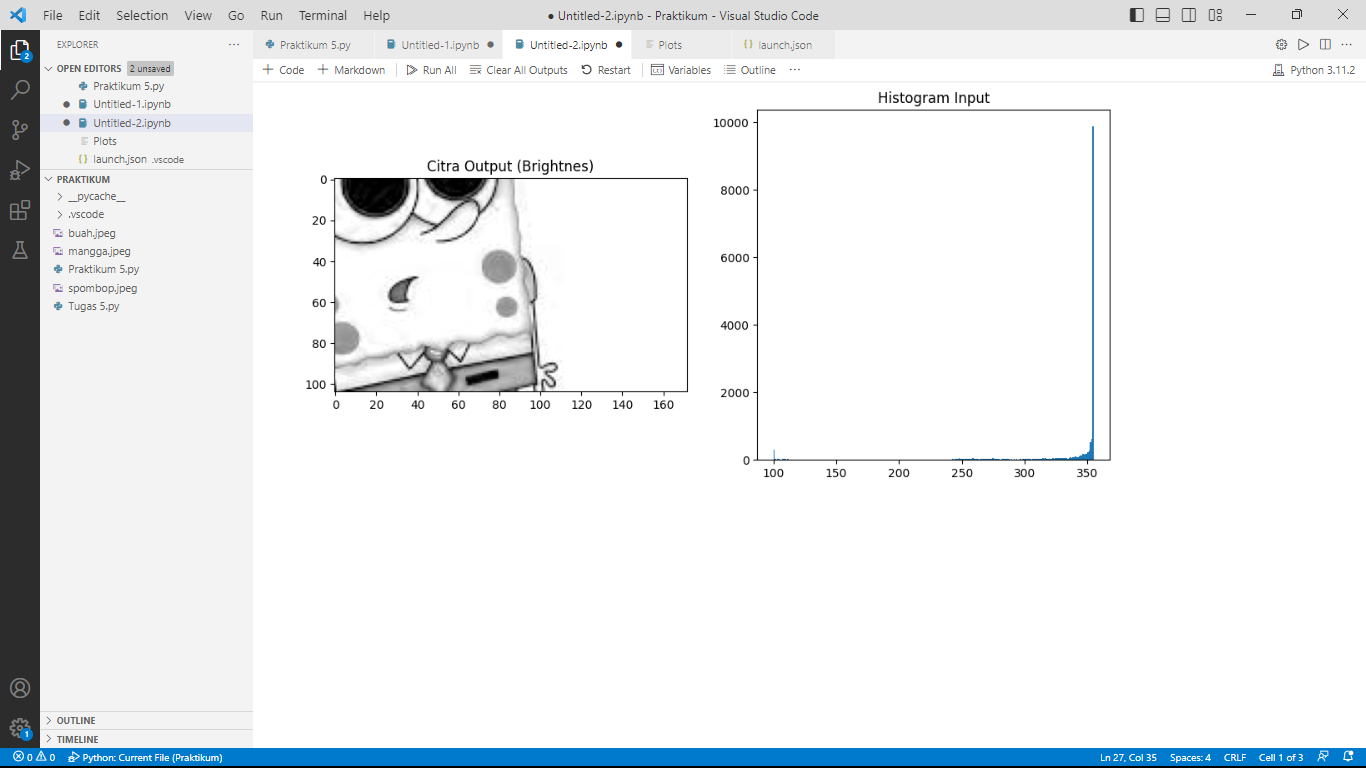 File Edit Selection View Go Run Terminal Help ● Untitled-2.ipynb - Praktikum - Visual Studio Code
EXPLORER ···
Praktikum 5.py Untitled-1.ipynb ● Untitled-2.ipynb ● Plots {} launch.json ···
OPEN EDITORS 2 unsaved
+ Code + Markdown Run All Clear All Outputs Restart Variables Outline ··· Python 3.11.2
Praktikum 5.py
● Untitled-1.ipynb
● Untitled-2.ipynb
Plots
{} launch.json .vscode
PRAKTIKUM
> __pycache__
> .vscode
buah.jpeg
mangga.jpeg
Praktikum 5.py
spombop.jpeg
Tugas 5.py
2
1
OUTLINE
TIMELINE
Citra Output (Brightnes)
0
20
40
60
80
100
0 20 40 60 80 100 120 140 160
Histogram Input
10000
8000
6000
4000
2000
0
100 150 200 250 300 350
0 0 Python: Current File (Praktikum) Ln 27, Col 35 Spaces: 4 CRLF Cell 1 of 3